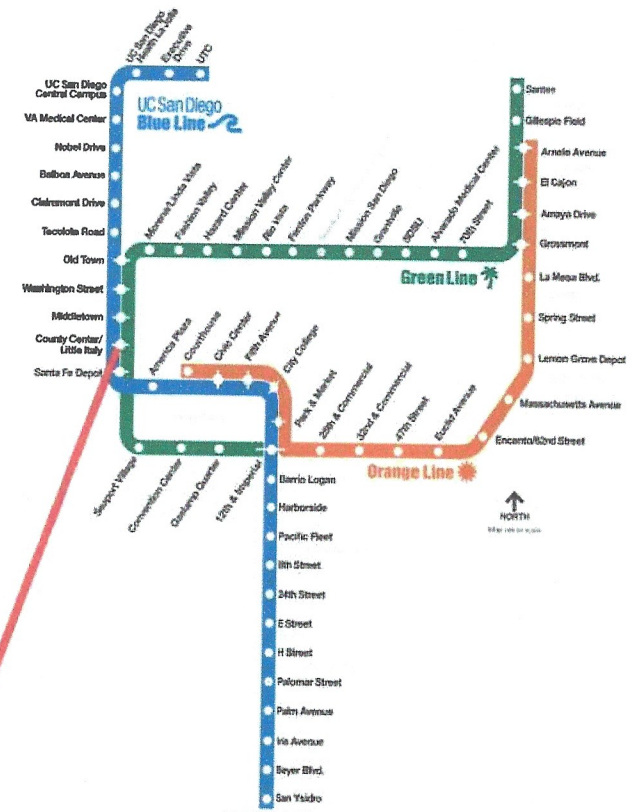 UC San Diego
Health La Jolla
Executive
Drive
UTC
UC San Diego
Central Campus
VA Medical Center
Nobel Drive
Balboa Avenue
Clairemont Drive
Tecolote Road
Old Town
Washington Street
Middletown
County Center/
Little Italy
Santa Fe Depot
UC San Diego
Blue Line
Morena/Linda Vista
Fashion Valley
Hazard Center
Mission Valley Center
Rio Vista
Fenton Parkway
Mission San Diego
Grantville
SDSU
Alvarado Medical Center
70th Street
Green Line
Santee
Gillespie Field
Arnele Avenue
El Cajon
Amaya Drive
Grossmont
La Mesa Blvd.
Spring Street
Lemon Grove Depot
Massachusetts Avenue
Encanto/62nd Street
America Plaza
Courthouse
Civic Center
Fifth Avenue
City College
Park & Market
25th & Commercial
32nd & Commercial
47th Street
Euclid Avenue
Orange Line
Seaport Village
Convention Center
Gaslamp Quarter
12th & Imperial
Barrio Logan
Harborside
Pacific Fleet
8th Street
24th Street
E Street
H Street
Palomar Street
Palm Avenue
Iris Avenue
Beyer Blvd.
San Ysidro
NORTH